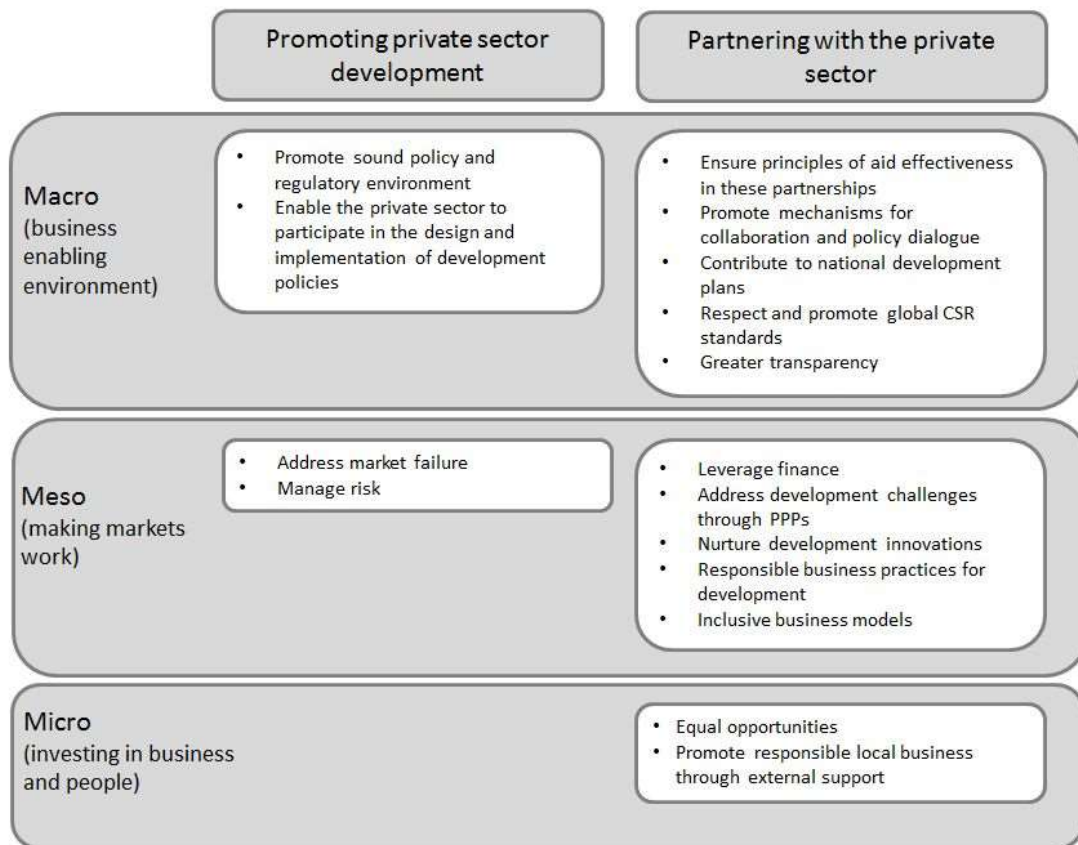 Promoting private sector
development
Partnering with the private
sector
Macro
(business
enabling
environment)
• Promote sound policy and
regulatory environment
• Enable the private sector to
participate in the design and
implementation of development
policies
• Ensure principles of aid effectiveness
in these partnerships
• Promote mechanisms for
collaboration and policy dialogue
• Contribute to national development
plans
• Respect and promote global CSR
standards
• Greater transparency
Meso
(making markets
work)
• Address market failure
• Manage risk
• Leverage finance
• Address development challenges
through PPPs
• Nurture development innovations
• Responsible business practices for
development
• Inclusive business models
Micro
(investing in business
and people)
• Equal opportunities
• Promote responsible local business
through external support